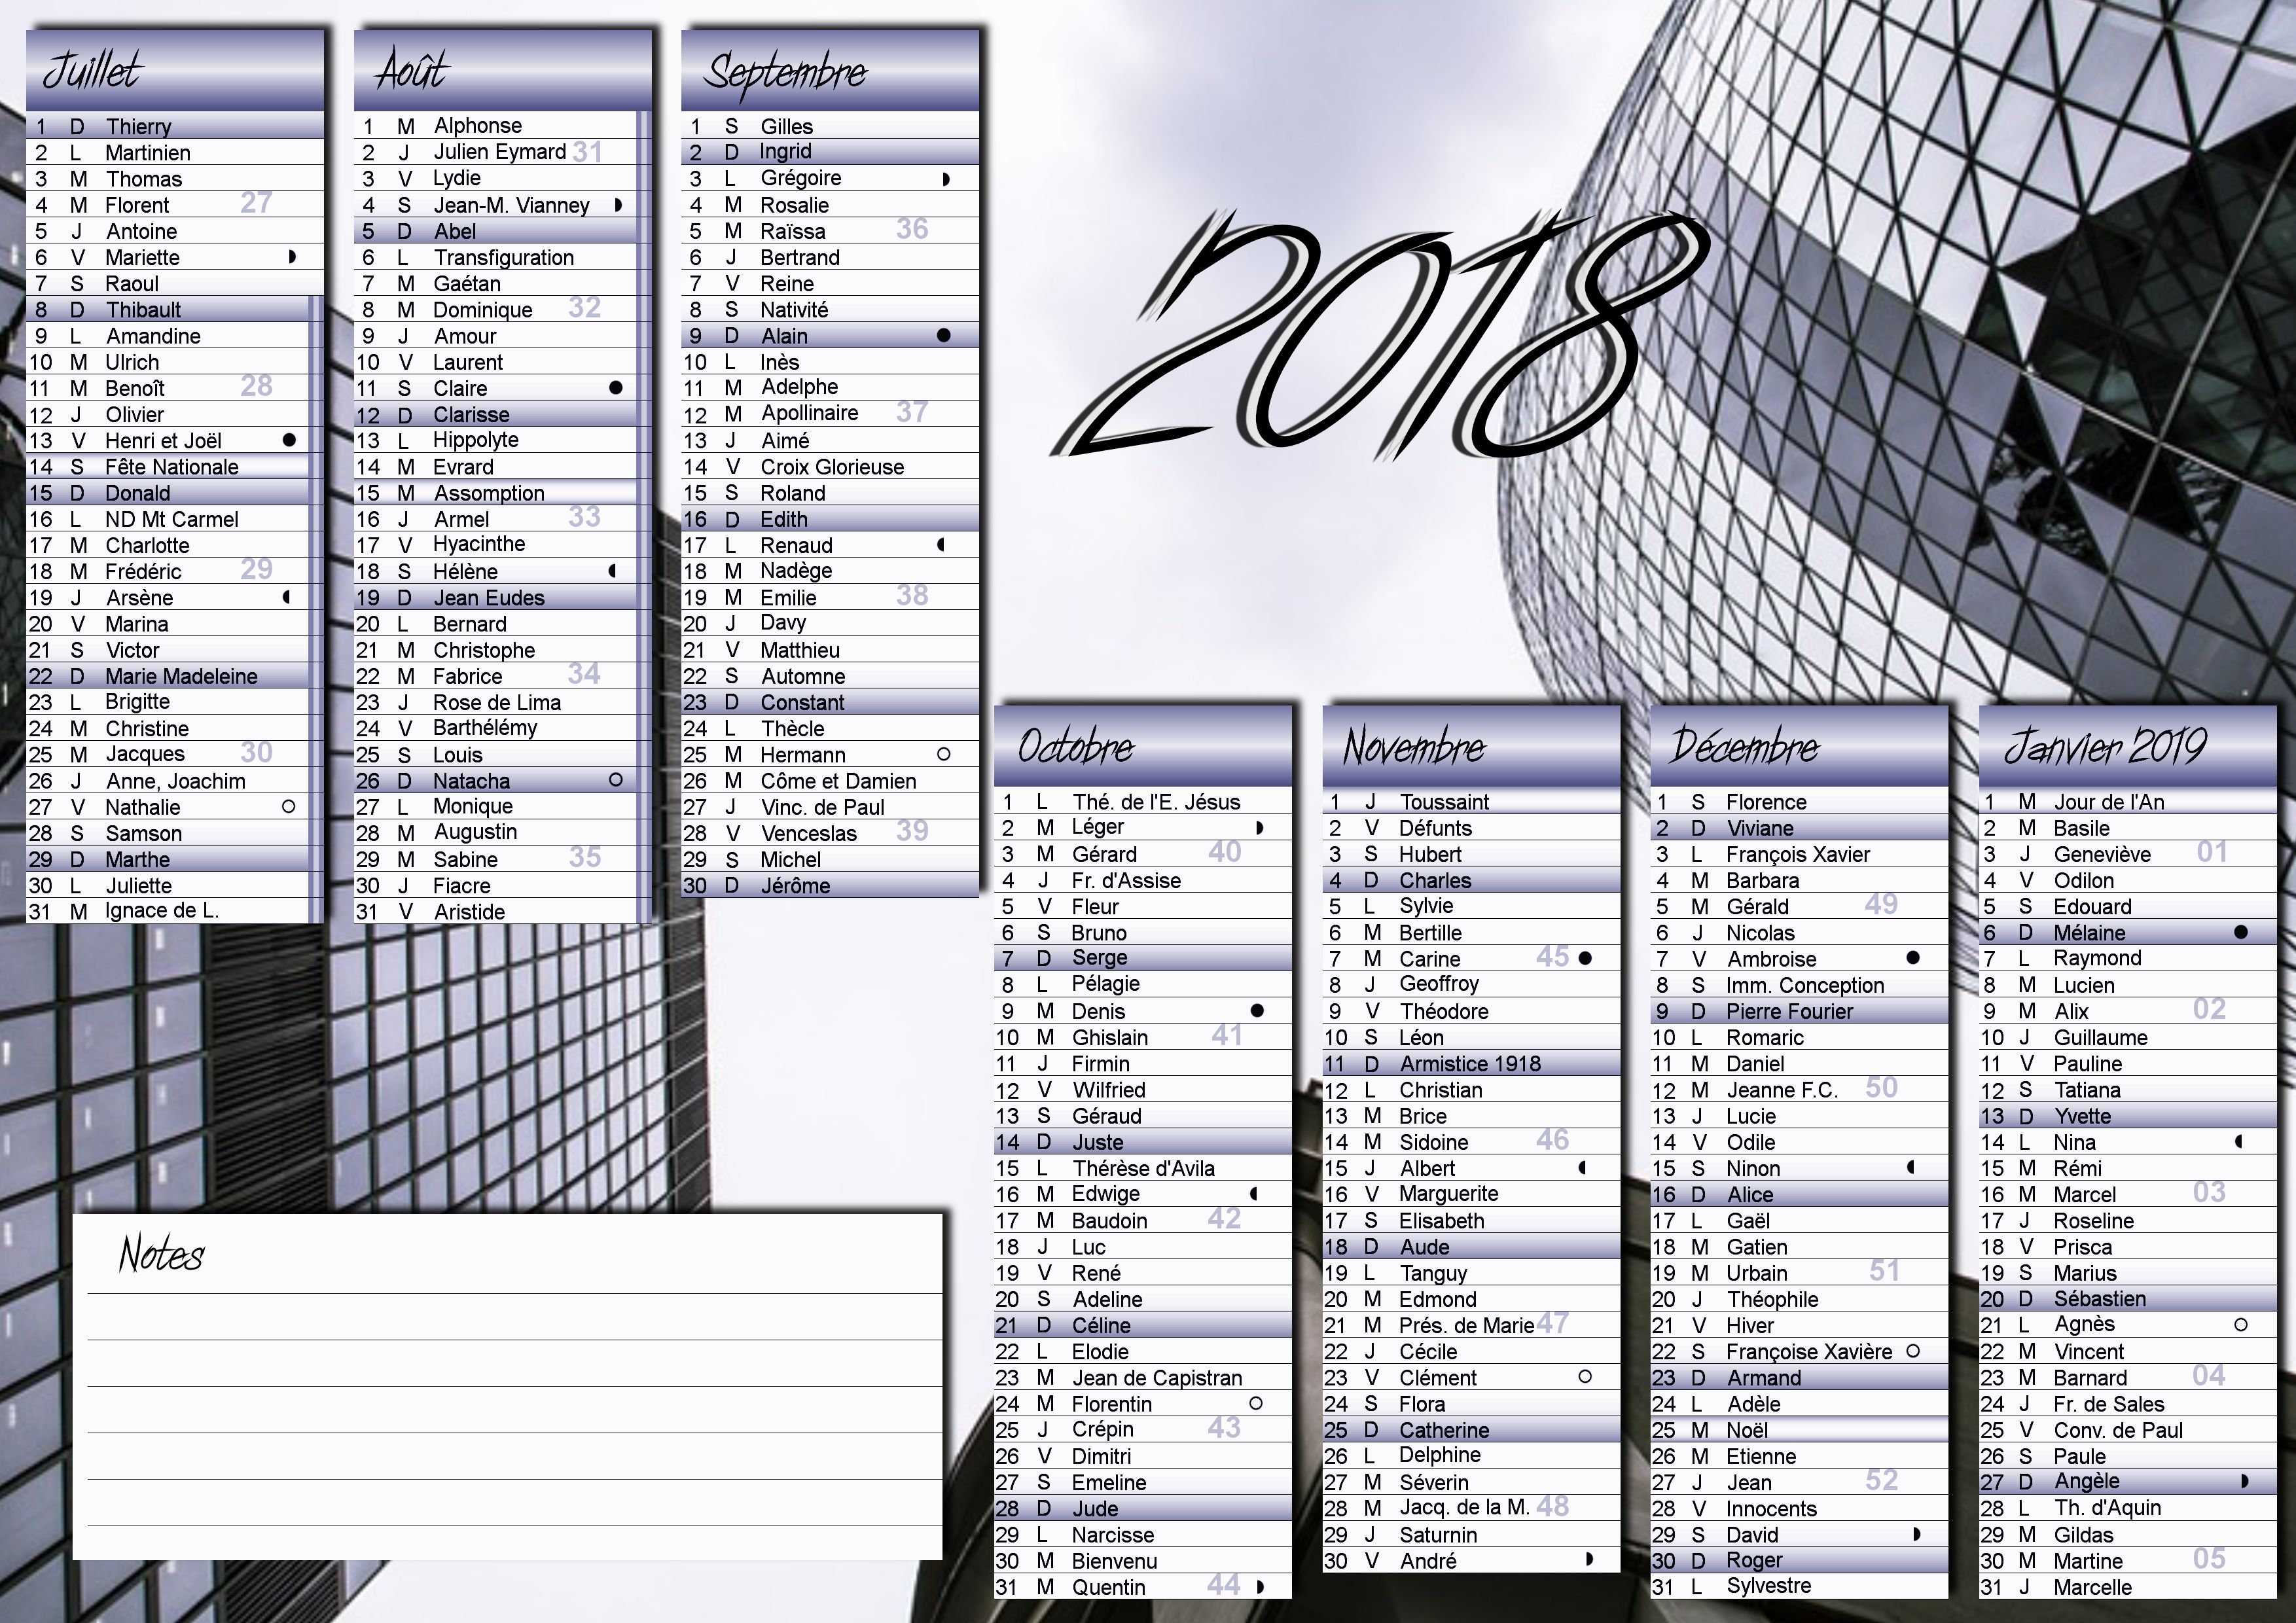 Juillet
1 D Thierry
2 L Martinien
3 M Thomas
4 M Florent 27
5 J Antoine
6 V Mariette
7 S Raoul
8 D Thibault
9 L Amandine
10 M Ulrich
11 M Benoît 28
12 J Olivier
13 V Henri et Joël
14 S Fête Nationale
15 D Donald
16 L ND Mt Carmel
17 M Charlotte
18 M Frédéric 29
19 J Arsène
20 V Marina
21 S Victor
22 D Marie Madeleine
23 L Brigitte
24 M Christine
25 M Jacques 30
26 J Anne, Joachim
27 V Nathalie
28 S Samson
29 D Marthe
30 L Juliette
31 M Ignace de L.
Août
1 M Alphonse
2 J Julien Eymard 31
3 V Lydie
4 S Jean-M. Vianney
5 D Abel
6 L Transfiguration
7 M Gaétan
8 M Dominique 32
9 J Amour
10 V Laurent
11 S Claire
12 D Clarisse
13 L Hippolyte
14 M Evrard
15 M Assomption
16 J Armel 33
17 V Hyacinthe
18 S Hélène
19 D Jean Eudes
20 L Bernard
21 M Christophe
22 M Fabrice 34
23 J Rose de Lima
24 V Barthélémy
25 S Louis
26 D Natacha
27 L Monique
28 M Augustin
29 M Sabine 35
30 J Fiacre
31 V Aristide
Septembre
1 S Gilles
2 D Ingrid
3 L Grégoire
4 M Rosalie
5 M Raïssa 36
6 J Bertrand
7 V Reine
8 S Nativité
9 D Alain
10 L Inès
11 M Adelphe
12 M Apollinaire 37
13 J Aimé
14 V Croix Glorieuse
15 S Roland
16 D Edith
17 L Renaud
18 M Nadège
19 M Emilie 38
20 J Davy
21 V Matthieu
22 S Automne
23 D Constant
24 L Thècle
25 M Hermann
26 M Côme et Damien
27 J Vinc. de Paul
28 V Venceslas 39
29 S Michel
30 D Jérôme
2018
Octobre
1 L Thé. de l'E. Jésus
2 M Léger
3 M Gérard 40
4 J Fr. d'Assise
5 V Fleur
6 S Bruno
7 D Serge
8 L Pélagie
9 M Denis
10 M Ghislain 41
11 J Firmin
12 V Wilfried
13 S Géraud
14 D Juste
15 L Thérèse d'Avila
16 M Edwige
17 M Baudoin 42
18 J Luc
19 V René
20 S Adeline
21 D Céline
22 L Elodie
23 M Jean de Capistran
24 M Florentin
25 J Crépin 43
26 V Dimitri
27 S Emeline
28 D Jude
29 L Narcisse
30 M Bienvenu
31 M Quentin 44
Novembre
1 J Toussaint
2 V Défunts
3 S Hubert
4 D Charles
5 L Sylvie
6 M Bertille
7 M Carine 45
8 J Geoffroy
9 V Théodore
10 S Léon
11 D Armistice 1918
12 L Christian
13 M Brice
14 M Sidoine 46
15 J Albert
16 V Marguerite
17 S Elisabeth
18 D Aude
19 L Tanguy
20 M Edmond
21 M Prés. de Marie 47
22 J Cécile
23 V Clément
24 S Flora
25 D Catherine
26 L Delphine
27 M Séverin
28 M Jacq. de la M. 48
29 J Saturnin
30 V André
Décembre
1 S Florence
2 D Viviane
3 L François Xavier
4 M Barbara
5 M Gérald 49
6 J Nicolas
7 V Ambroise
8 S Imm. Conception
9 D Pierre Fourier
10 L Romaric
11 M Daniel
12 M Jeanne F.C. 50
13 J Lucie
14 V Odile
15 S Ninon
16 D Alice
17 L Gaël
18 M Gatien
19 M Urbain 51
20 J Théophile
21 V Hiver
22 S Françoise Xavière
23 D Armand
24 L Adèle
25 M Noël
26 M Etienne
27 J Jean 52
28 V Innocents
29 S David
30 D Roger
31 L Sylvestre
Janvier 2019
1 M Jour de l'An
2 M Basile
3 J Geneviève 01
4 V Odilon
5 S Edouard
6 D Mélaine
7 L Raymond
8 M Lucien
9 M Alix 02
10 J Guillaume
11 V Pauline
12 S Tatiana
13 D Yvette
14 L Nina
15 M Rémi
16 M Marcel 03
17 J Roseline
18 V Prisca
19 S Marius
20 D Sébastien
21 L Agnès
22 M Vincent
23 M Barnard 04
24 J Fr. de Sales
25 V Conv. de Paul
26 S Paule
27 D Angèle
28 L Th. d'Aquin
29 M Gildas
30 M Martine 05
31 J Marcelle
Notes